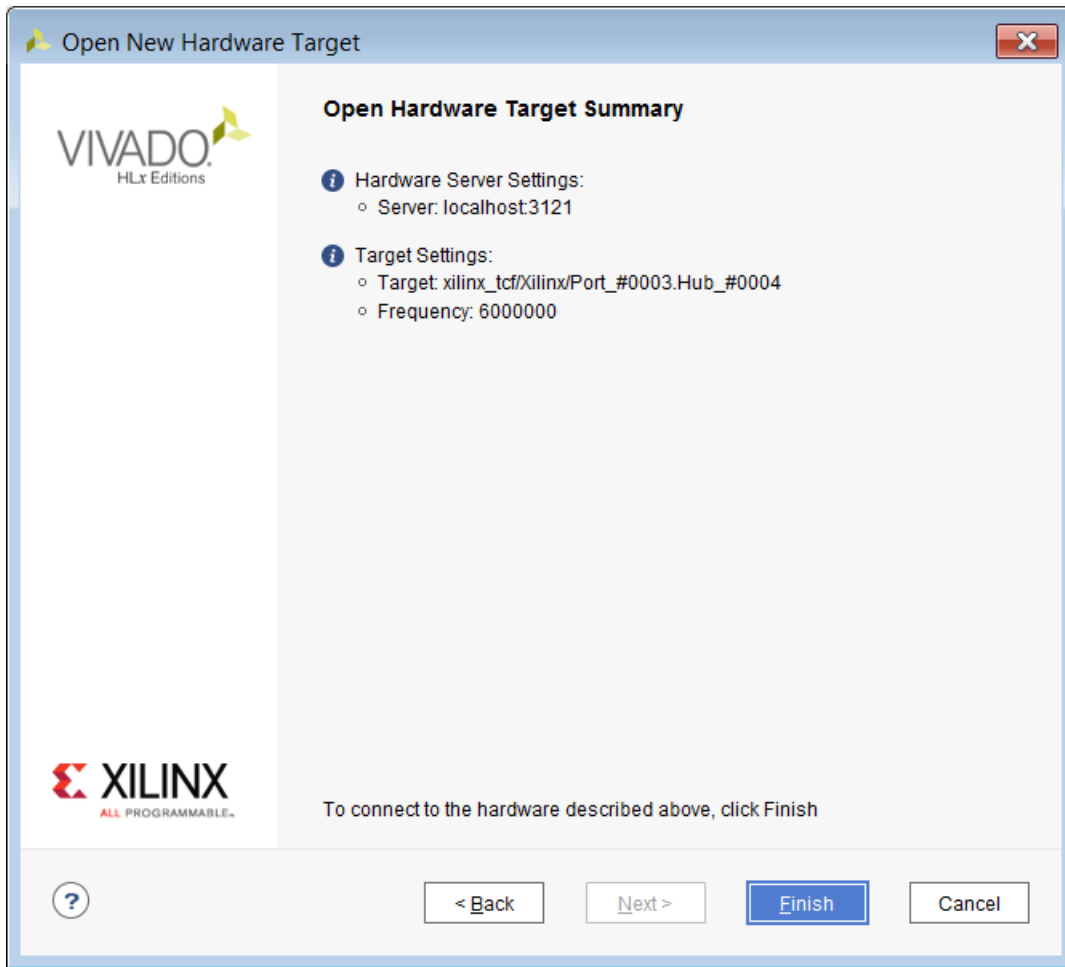 Open New Hardware Target
VIVADO.
HLx Editions
Open Hardware Target Summary
Hardware Server Settings:
Server: localhost:3121
Target Settings:
Target: xilinx_tcf/Xilinx/Port_#0003.Hub_#0004
Frequency: 6000000
XILINX
ALL PROGRAMMABLE™
To connect to the hardware described above, click Finish
? < Back Next > Finish Cancel